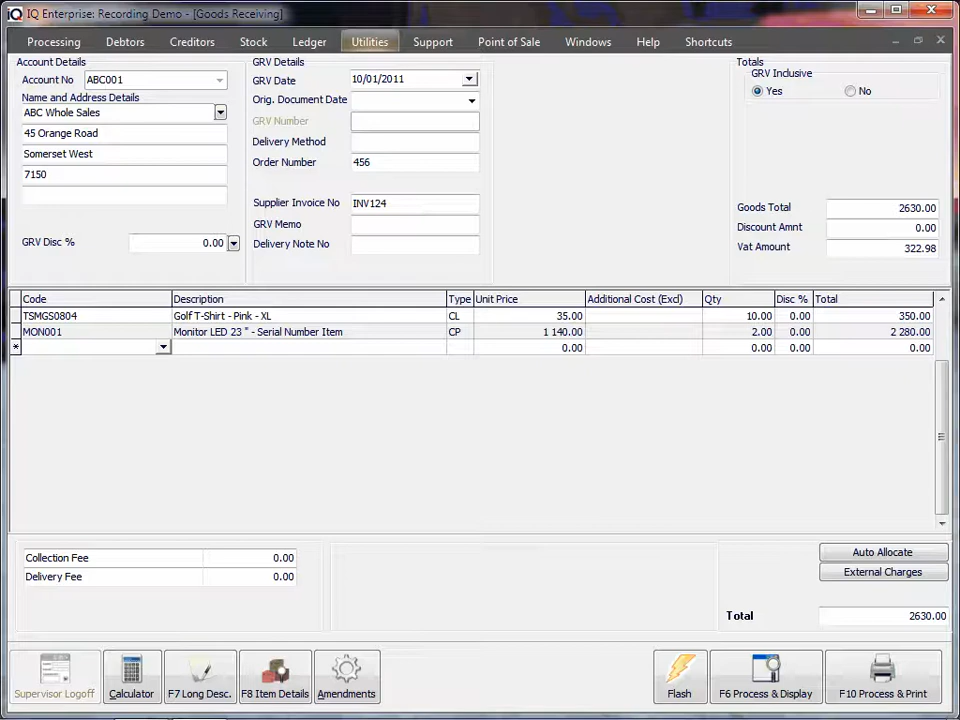 IQ Enterprise: Recording Demo - [Goods Receiving]
Processing Debtors Creditors Stock Ledger Utilities Support Point of Sale Windows Help Shortcuts
Account Details
Account No ABC001
Name and Address Details
ABC Whole Sales
45 Orange Road
Somerset West
7150
GRV Disc % 0.00
GRV Details
GRV Date 10/01/2011
Orig. Document Date
GRV Number
Delivery Method
Order Number 456
Supplier Invoice No INV124
GRV Memo
Delivery Note No
Totals
GRV Inclusive
Yes No
Goods Total 2630.00
Discount Amnt 0.00
Vat Amount 322.98
Code Description Type Unit Price Additional Cost (Excl) Qty Disc % Total
TSMGS0804 Golf T-Shirt - Pink - XL CL 35.00 10.00 0.00 350.00
MON001 Monitor LED 23 " - Serial Number Item CP 1 140.00 2.00 0.00 2 280.00
* 0.00 0.00 0.00 0.00
Collection Fee 0.00
Delivery Fee 0.00
Auto Allocate
External Charges
Total 2630.00
Supervisor Logoff Calculator F7 Long Desc. F8 Item Details Amendments Flash F6 Process & Display F10 Process & Print